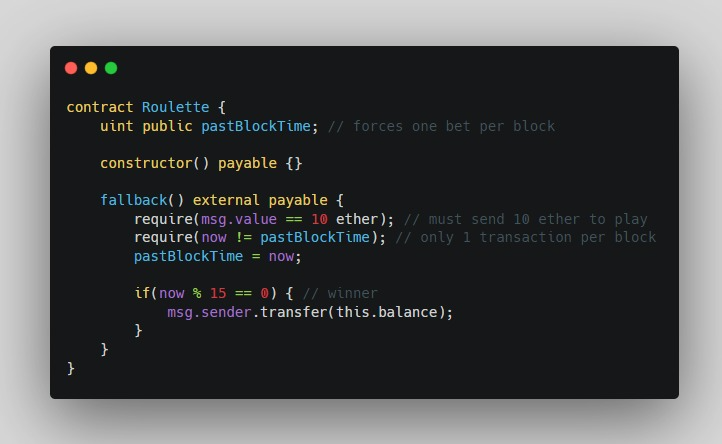 contract Roulette {
    uint public pastBlockTime; // forces one bet per block

    constructor() payable {}

    fallback() external payable {
        require(msg.value == 10 ether); // must send 10 ether to play
        require(now != pastBlockTime); // only 1 transaction per block
        pastBlockTime = now;

        if(now % 15 == 0) { // winner
            msg.sender.transfer(this.balance);
        }
    }
}